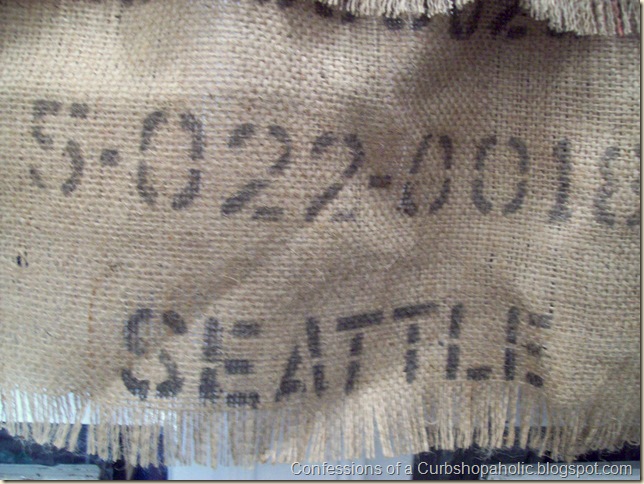 5-022-0018
SEATTLE
Confessions of a Curbshopaholic.blogspot.com